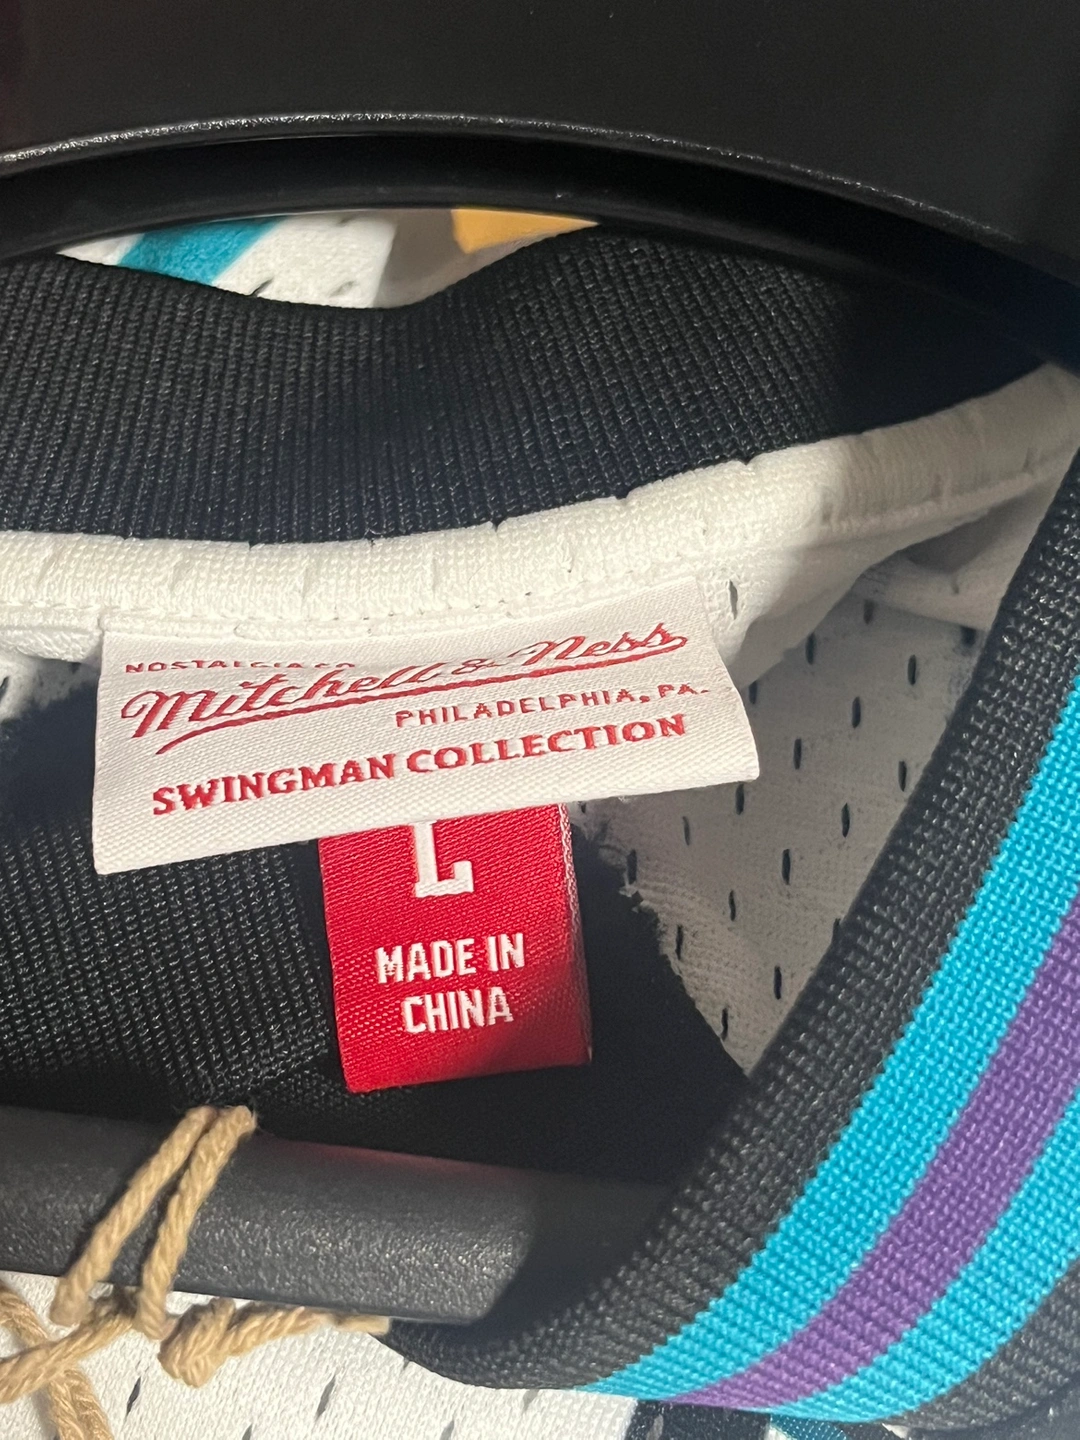 NOSTALGIA CO.
Mitchell & Ness
PHILADELPHIA, PA.
SWINGMAN COLLECTION
L
MADE IN
CHINA